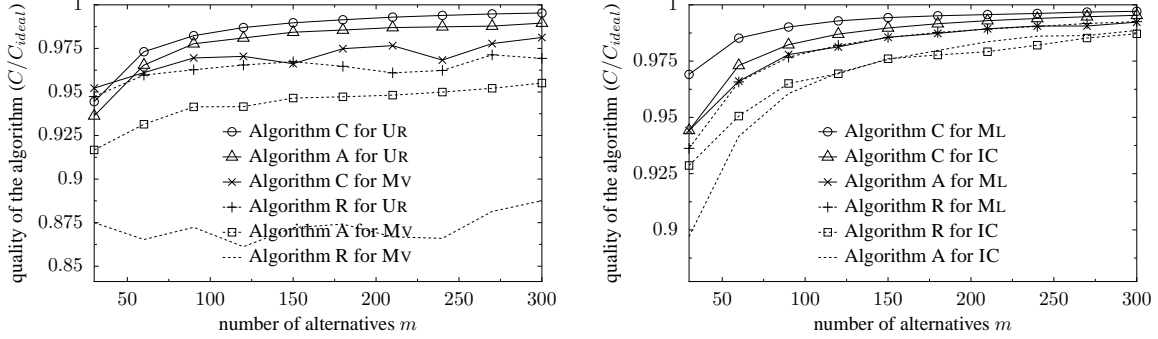 quality of the algorithm (C/C_ideal)
1
0.975
0.95
0.925
0.9
0.875
0.85
Algorithm C for UR
Algorithm A for UR
Algorithm C for MV
Algorithm R for UR
Algorithm A for MV
Algorithm R for MV
50 100 150 200 250 300
number of alternatives m
quality of the algorithm (C/C_ideal)
1
0.975
0.95
0.925
0.9
Algorithm C for ML
Algorithm C for IC
Algorithm A for ML
Algorithm R for ML
Algorithm R for IC
Algorithm A for IC
50 100 150 200 250 300
number of alternatives m